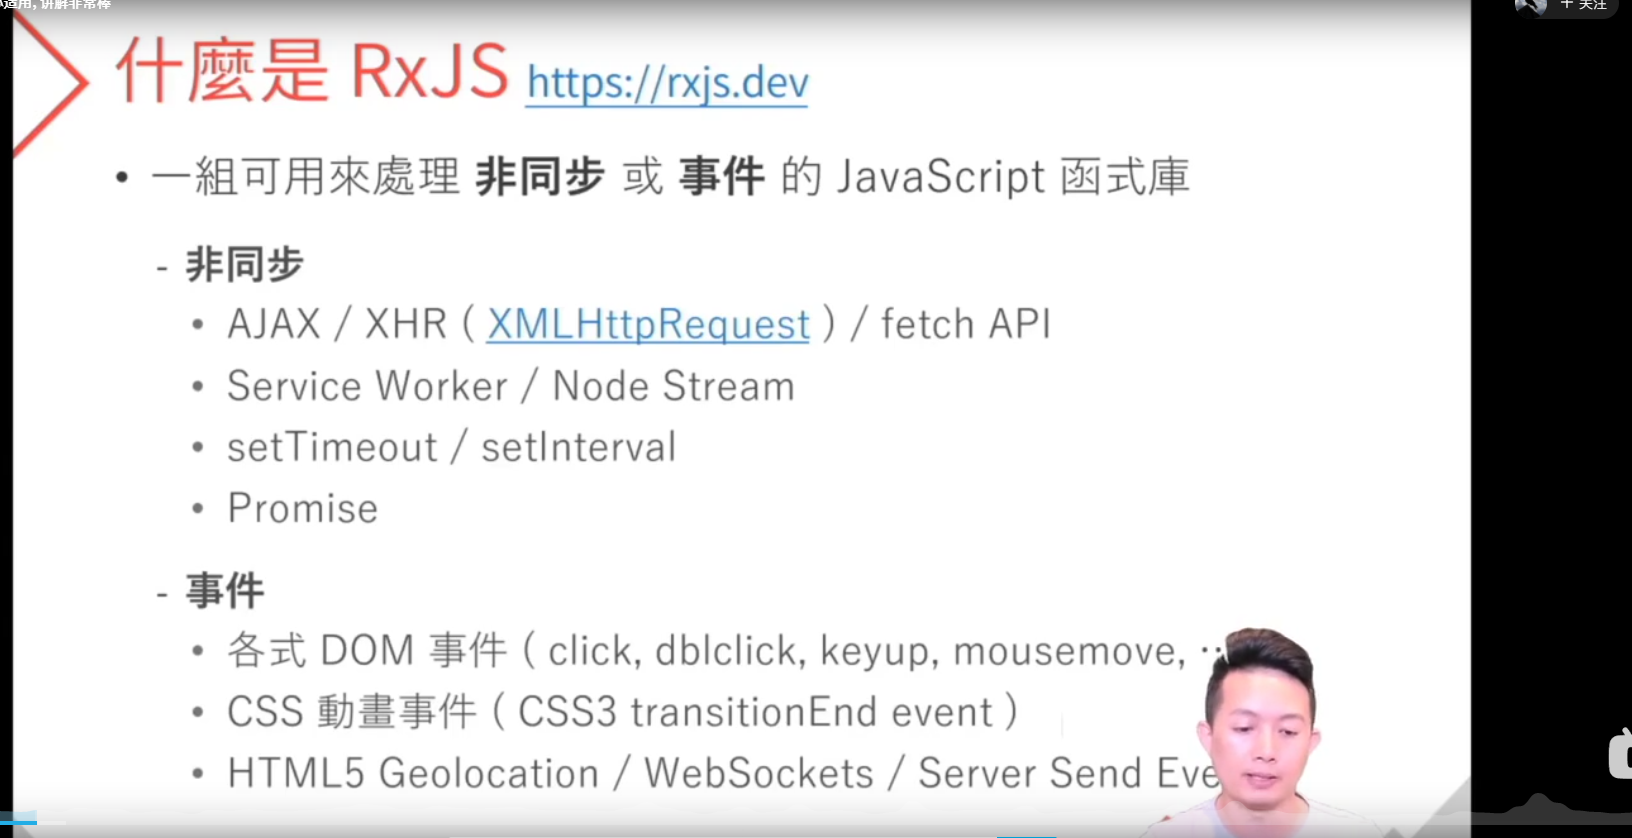 适用，讲解非常棒
十 关注
什麼是 RxJS https://rxjs.dev
• 一組可用來處理 非同步 或 事件 的 JavaScript 函式庫
- 非同步
• AJAX / XHR ( XMLHttpRequest ) / fetch API
• Service Worker / Node Stream
• setTimeout / setInterval
• Promise
- 事件
• 各式 DOM 事件 ( click, dblclick, keyup, mousemove, …
• CSS 動畫事件 ( CSS3 transitionEnd event )
• HTML5 Geolocation / WebSockets / Server Send Eve